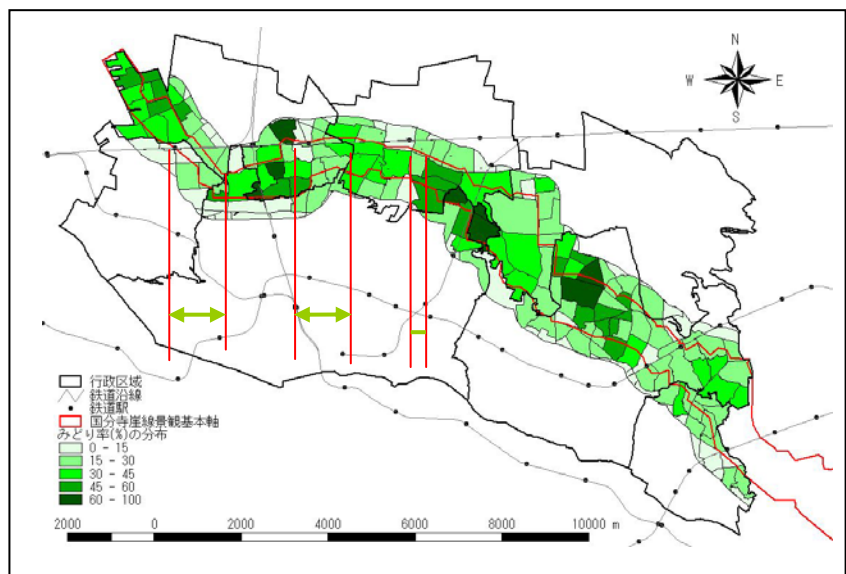 N
W E
S
行政区域
鉄道沿線
鉄道駅
国分寺崖線景観基本軸
みどり率(%)の分布
0 - 15
15 - 30
30 - 45
45 - 60
60 - 100
2000 0 2000 4000 6000 8000 10000 m